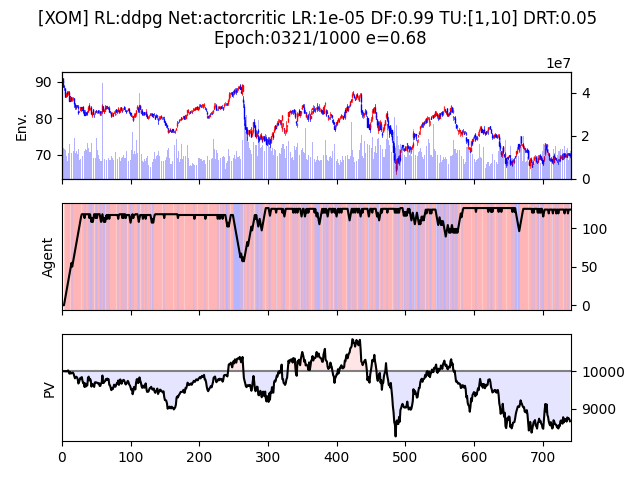 [XOM] RL:ddpg Net:actorcritic LR:1e-05 DF:0.99 TU:[1,10] DRT:0.05
Epoch:0321/1000 e=0.68
1e7
90
80
70
Env.
4
2
0
Agent
100
50
0
PV
10000
9000
0 100 200 300 400 500 600 700